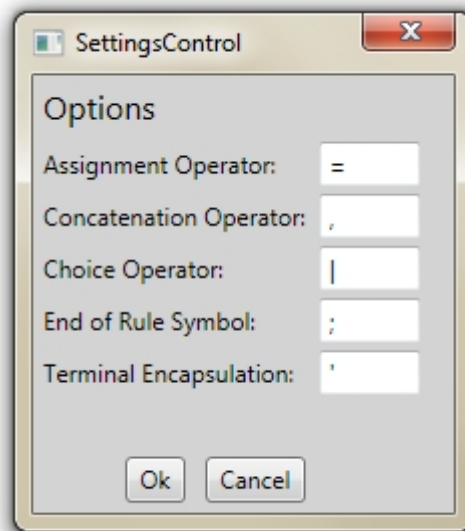 SettingsControl
Options
Assignment Operator: =
Concatenation Operator: ,
Choice Operator: |
End of Rule Symbol: ;
Terminal Encapsulation: '
Ok Cancel